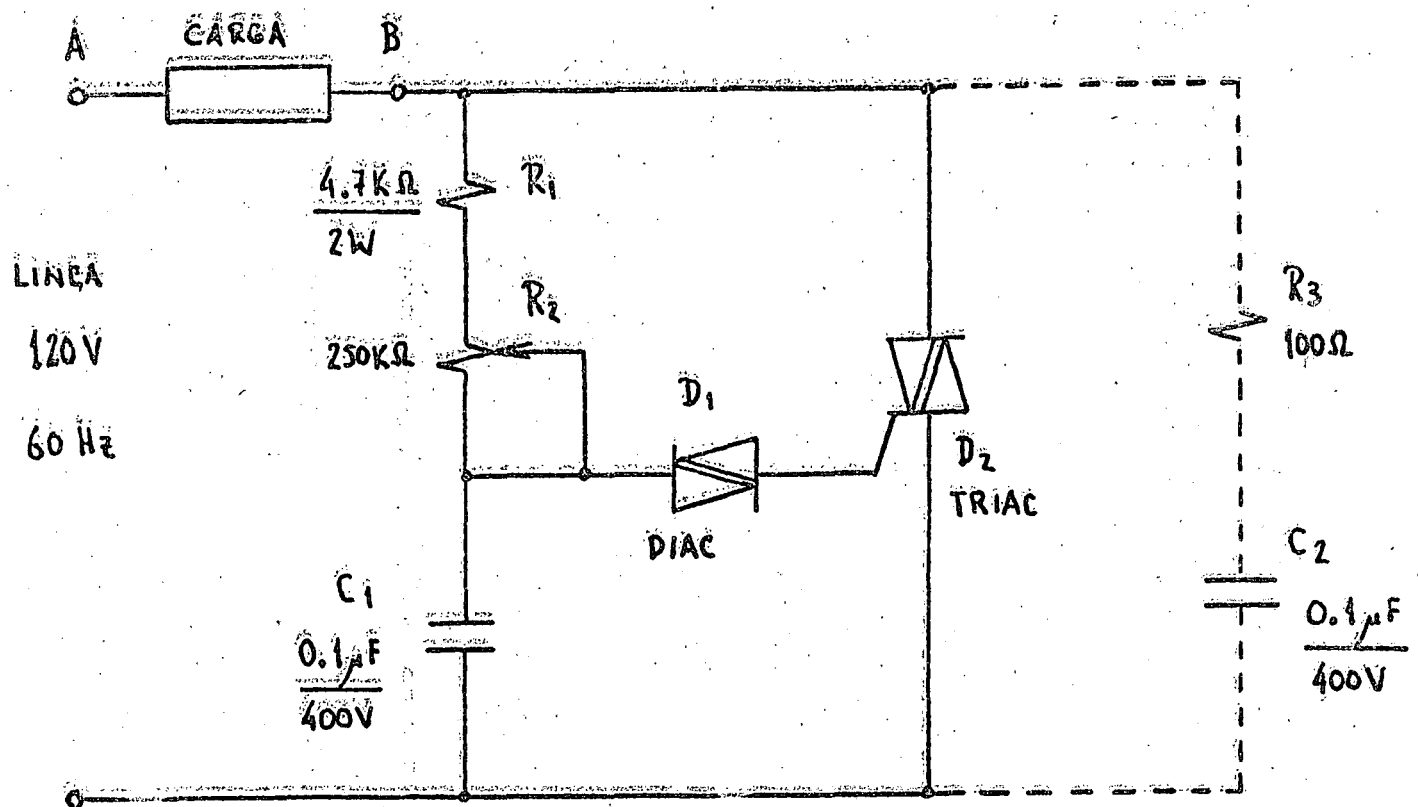 A
CARGA
B
4.7KΩ
2W
R1
LINEA
120V
60 Hz
R2
250KΩ
D1
DIAC
D2
TRIAC
R3
100Ω
C1
0.1μF
400V
C2
0.1μF
400V